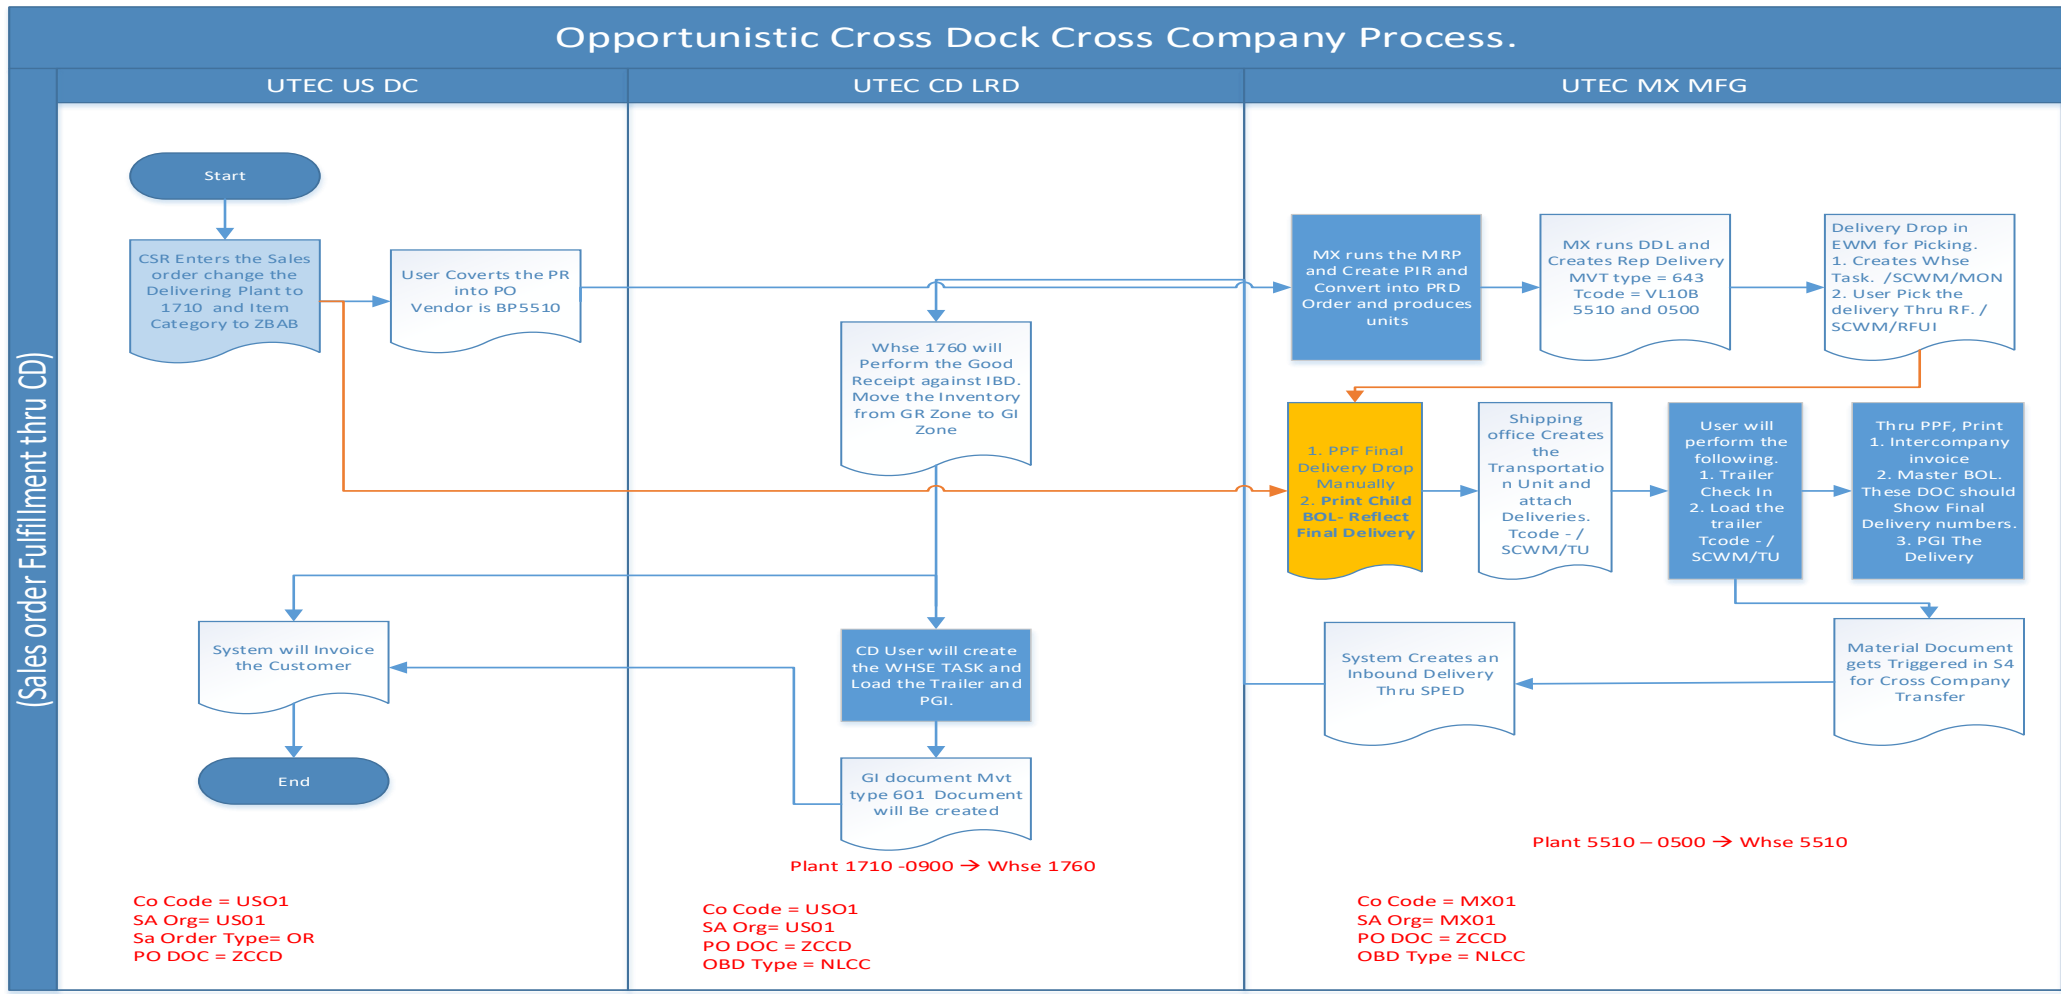 Opportunistic Cross Dock Cross Company Process.
UTEC US DC
UTEC CD LRD
UTEC MX MFG
(Sales order Fulfillment thru CD)
Start
CSR Enters the Sales
order change the
Delivering Plant to
1710 and Item
Category to ZBAB
User Coverts the PR
into PO
Vendor is BP5510
MX runs the MRP
and Create PIR and
Convert into PRD
Order and produces
units
MX runs DDL and
Creates Rep Delivery
MVT type = 643
Tcode = VL10B
5510 and 0500
Delivery Drop in
EWM for Picking.
1. Creates Whse
Task. /SCWM/MON
2. User Pick the
delivery Thru RF. /
SCWM/RFUI
Whse 1760 will
Perform the Good
Receipt against IBD.
Move the Inventory
from GR Zone to GI
Zone
1. PPF Final
Delivery Drop
Manually
2. Print Child
BOL- Reflect
Final Delivery
Shipping
office Creates
the
Transportatio
n Unit and
attach
Deliveries.
Tcode - /
SCWM/TU
User will
perform the
following.
1. Trailer
Check In
2. Load the
trailer
Tcode - /
SCWM/TU
Thru PPF, Print
1. Intercompany
invoice
2. Master BOL.
These DOC should
Show Final
Delivery numbers.
3. PGI The
Delivery
System will Invoice
the Customer
CD User will create
the WHSE TASK and
Load the Trailer and
PGI.
System Creates an
Inbound Delivery
Thru SPED
Material Document
gets Triggered in S4
for Cross Company
Transfer
End
GI document Mvt
type 601 Document
will Be created
Plant 1710 -0900 → Whse 1760
Plant 5510 – 0500 → Whse 5510
Co Code = USO1
SA Org= US01
Sa Order Type= OR
PO DOC = ZCCD
Co Code = USO1
SA Org= US01
PO DOC = ZCCD
OBD Type = NLCC
Co Code = MX01
SA Org= MX01
PO DOC = ZCCD
OBD Type = NLCC